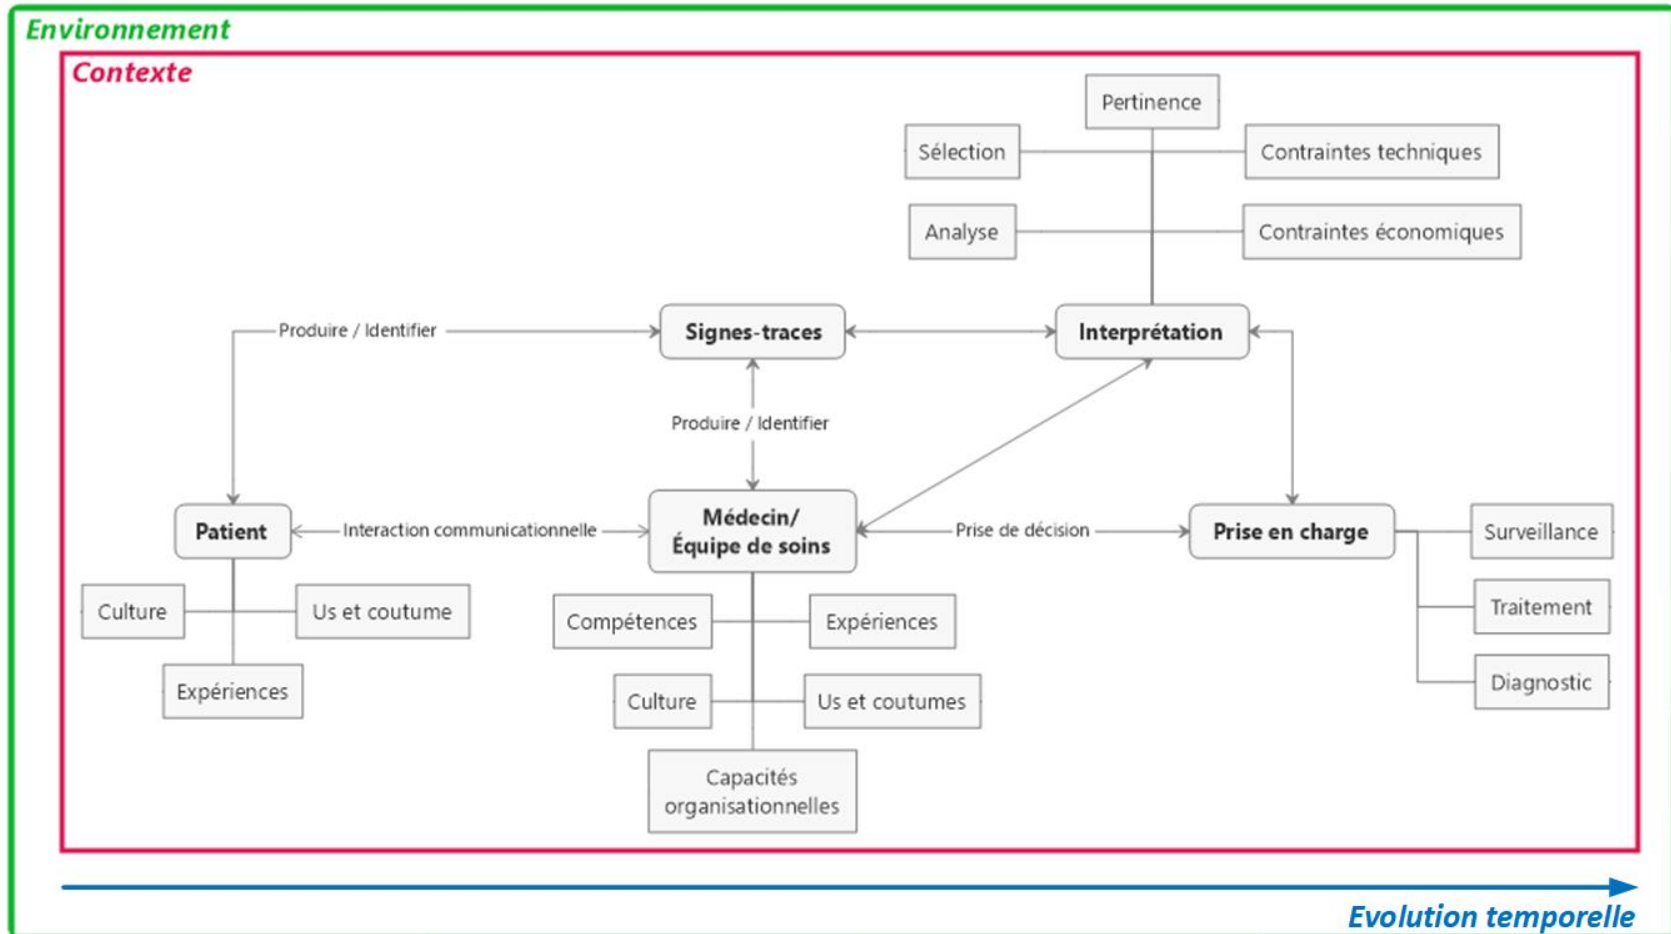 Environnement
Contexte
Pertinence
Sélection
Contraintes techniques
Analyse
Contraintes économiques
Produire / Identifier
Signes-traces
Interprétation
Produire / Identifier
Patient
Interaction communicationnelle
Médecin/
Équipe de soins
Prise de décision
Prise en charge
Surveillance
Traitement
Diagnostic
Culture
Us et coutume
Expériences
Compétences
Expériences
Culture
Us et coutumes
Capacités
organisationnelles
Evolution temporelle